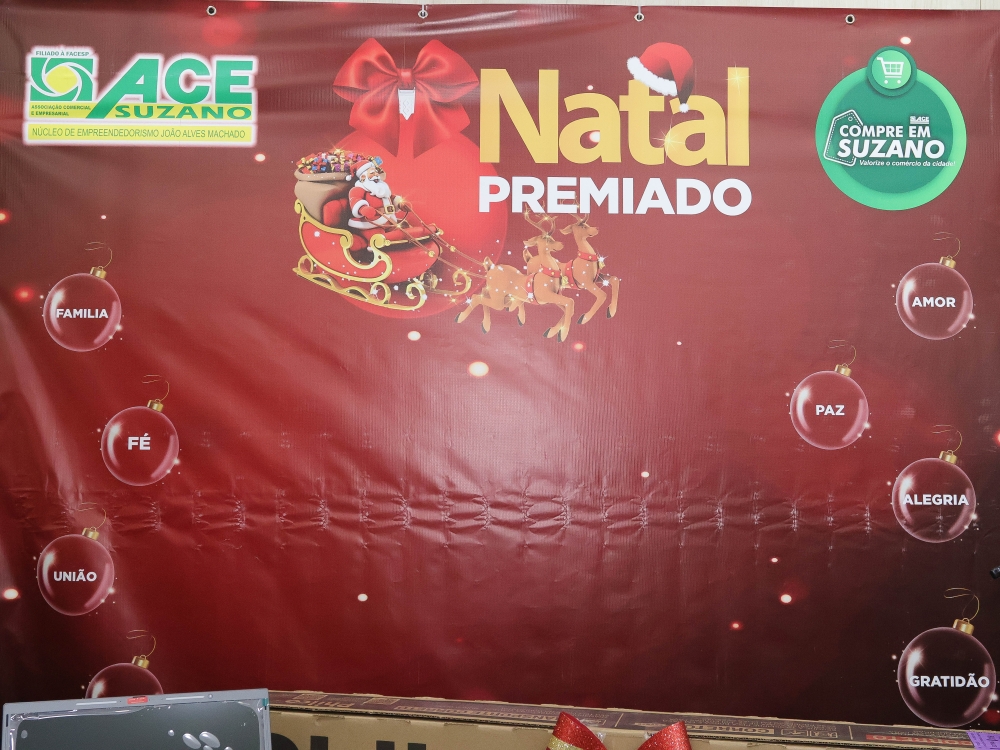 FILIADO À FACESP
ACE
SUZANO
ASSOCIAÇÃO COMERCIAL
E EMPRESARIAL
NÚCLEO DE EMPREENDEDORISMO JOÃO ALVES MACHADO
Natal
PREMIADO
ACE
COMPRE EM
SUZANO
Valorize o comércio da cidade!
FAMILIA
AMOR
PAZ
FÉ
ALEGRIA
UNIÃO
GRATIDÃO